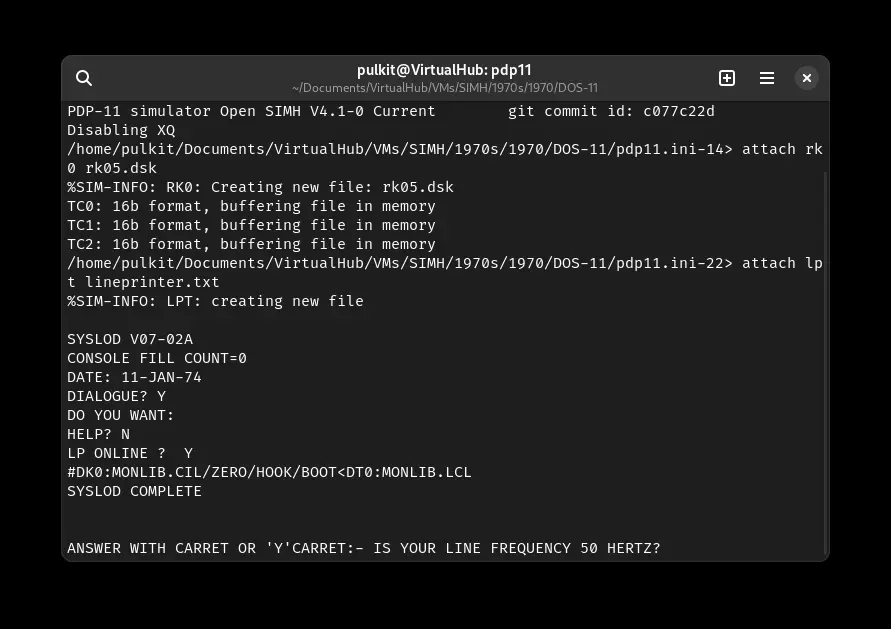 pulkit@VirtualHub: pdp11
~/Documents/VirtualHub/VMs/SIMH/1970s/1970/DOS-11
PDP-11 simulator Open SIMH V4.1-0 Current        git commit id: c077c22d
Disabling XQ
/home/pulkit/Documents/VirtualHub/VMs/SIMH/1970s/1970/DOS-11/pdp11.ini-14> attach rk
0 rk05.dsk
%SIM-INFO: RK0: Creating new file: rk05.dsk
TC0: 16b format, buffering file in memory
TC1: 16b format, buffering file in memory
TC2: 16b format, buffering file in memory
/home/pulkit/Documents/VirtualHub/VMs/SIMH/1970s/1970/DOS-11/pdp11.ini-22> attach lp
t lineprinter.txt
%SIM-INFO: LPT: creating new file
SYSLOD V07-02A
CONSOLE FILL COUNT=0
DATE: 11-JAN-74
DIALOGUE? Y
DO YOU WANT:
HELP? N
LP ONLINE ?  Y
#DK0:MONLIB.CIL/ZERO/HOOK/BOOT<DT0:MONLIB.LCL
SYSLOD COMPLETE
ANSWER WITH CARRET OR 'Y'CARRET:- IS YOUR LINE FREQUENCY 50 HERTZ?